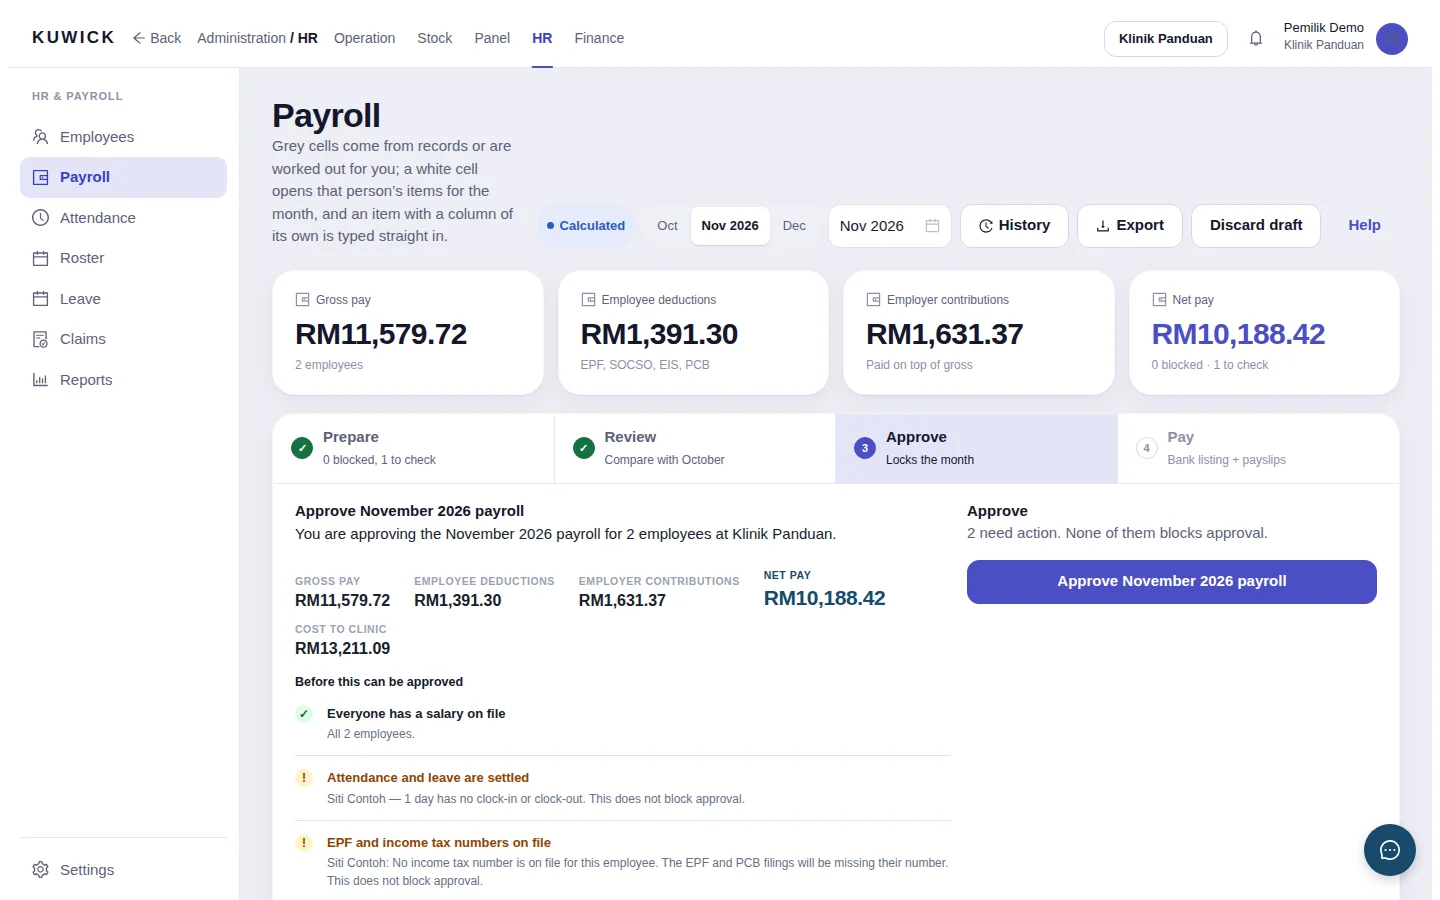 KUWICK
Back
Administration / HR
Operation
Stock
Panel
HR
Finance
Klinik Panduan
Pemilik Demo
Klinik Panduan
HR & PAYROLL
Employees
Payroll
Attendance
Roster
Leave
Claims
Reports
Settings
Payroll
Grey cells come from records or are
worked out for you; a white cell
opens that person's items for the
month, and an item with a column of
its own is typed straight in.
Calculated
Oct
Nov 2026
Dec
Nov 2026
History
Export
Discard draft
Help
Gross pay
RM11,579.72
2 employees
Employee deductions
RM1,391.30
EPF, SOCSO, EIS, PCB
Employer contributions
RM1,631.37
Paid on top of gross
Net pay
RM10,188.42
0 blocked · 1 to check
✓
Prepare
0 blocked, 1 to check
✓
Review
Compare with October
3
Approve
Locks the month
4
Pay
Bank listing + payslips
Approve November 2026 payroll
You are approving the November 2026 payroll for 2 employees at Klinik Panduan.
GROSS PAY
RM11,579.72
EMPLOYEE DEDUCTIONS
RM1,391.30
EMPLOYER CONTRIBUTIONS
RM1,631.37
NET PAY
RM10,188.42
COST TO CLINIC
RM13,211.09
Before this can be approved
✓
Everyone has a salary on file
All 2 employees.
!
Attendance and leave are settled
Siti Contoh — 1 day has no clock-in or clock-out. This does not block approval.
!
EPF and income tax numbers on file
Siti Contoh: No income tax number is on file for this employee. The EPF and PCB filings will be missing their number.
This does not block approval.
Approve
2 need action. None of them blocks approval.
Approve November 2026 payroll